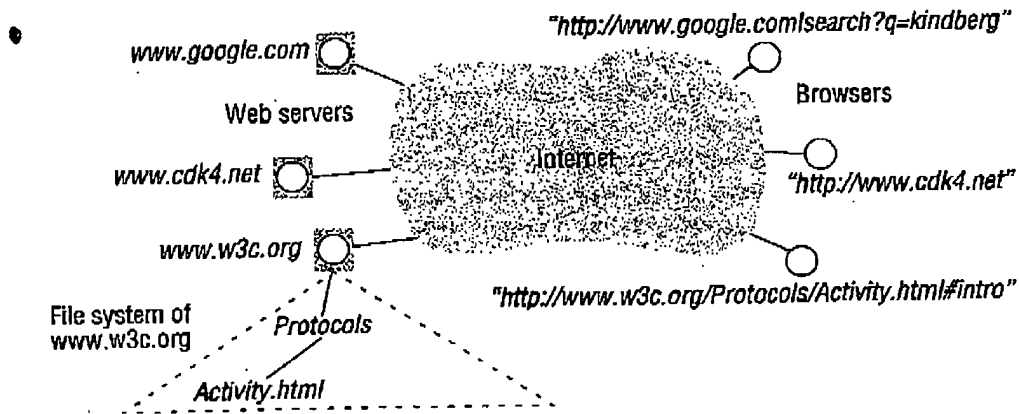 "http://www.google.comlsearch?q=kindberg"
www.google.com
Browsers
Web servers
Internet
www.cdk4.net
"http://www.cdk4.net"
www.w3c.org
"http://www.w3c.org/Protocols/Activity.html#intro"
File system of
www.w3c.org
Protocols
Activity.html